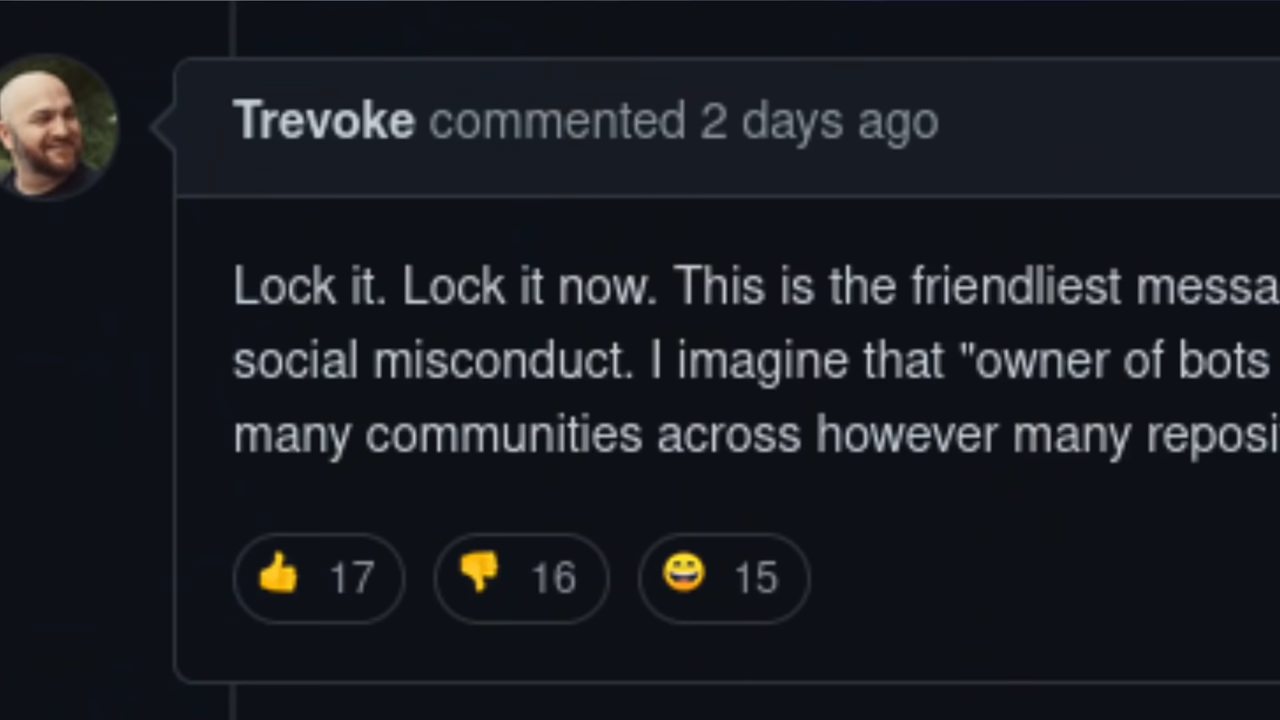 Trevoke commented 2 days ago
Lock it. Lock it now. This is the friendliest messa
social misconduct. I imagine that "owner of bots
many communities across however many reposi
17 16 15